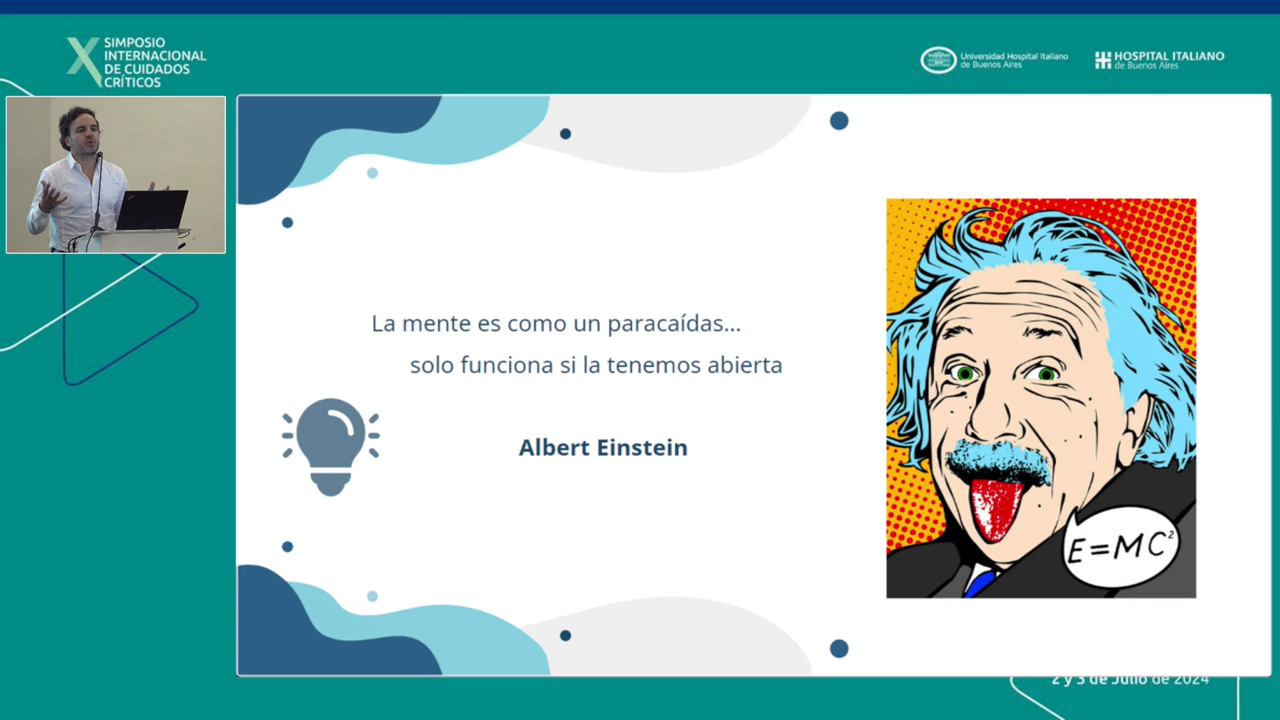 X SIMPOSIO
INTERNACIONAL
DE CUIDADOS
CRÍTICOS
Universidad Hospital Italiano
de Buenos Aires
HOSPITAL ITALIANO
de Buenos Aires
La mente es como un paracaídas...
solo funciona si la tenemos abierta
Albert Einstein
E=MC²
2 y 3 de Julio de 2024